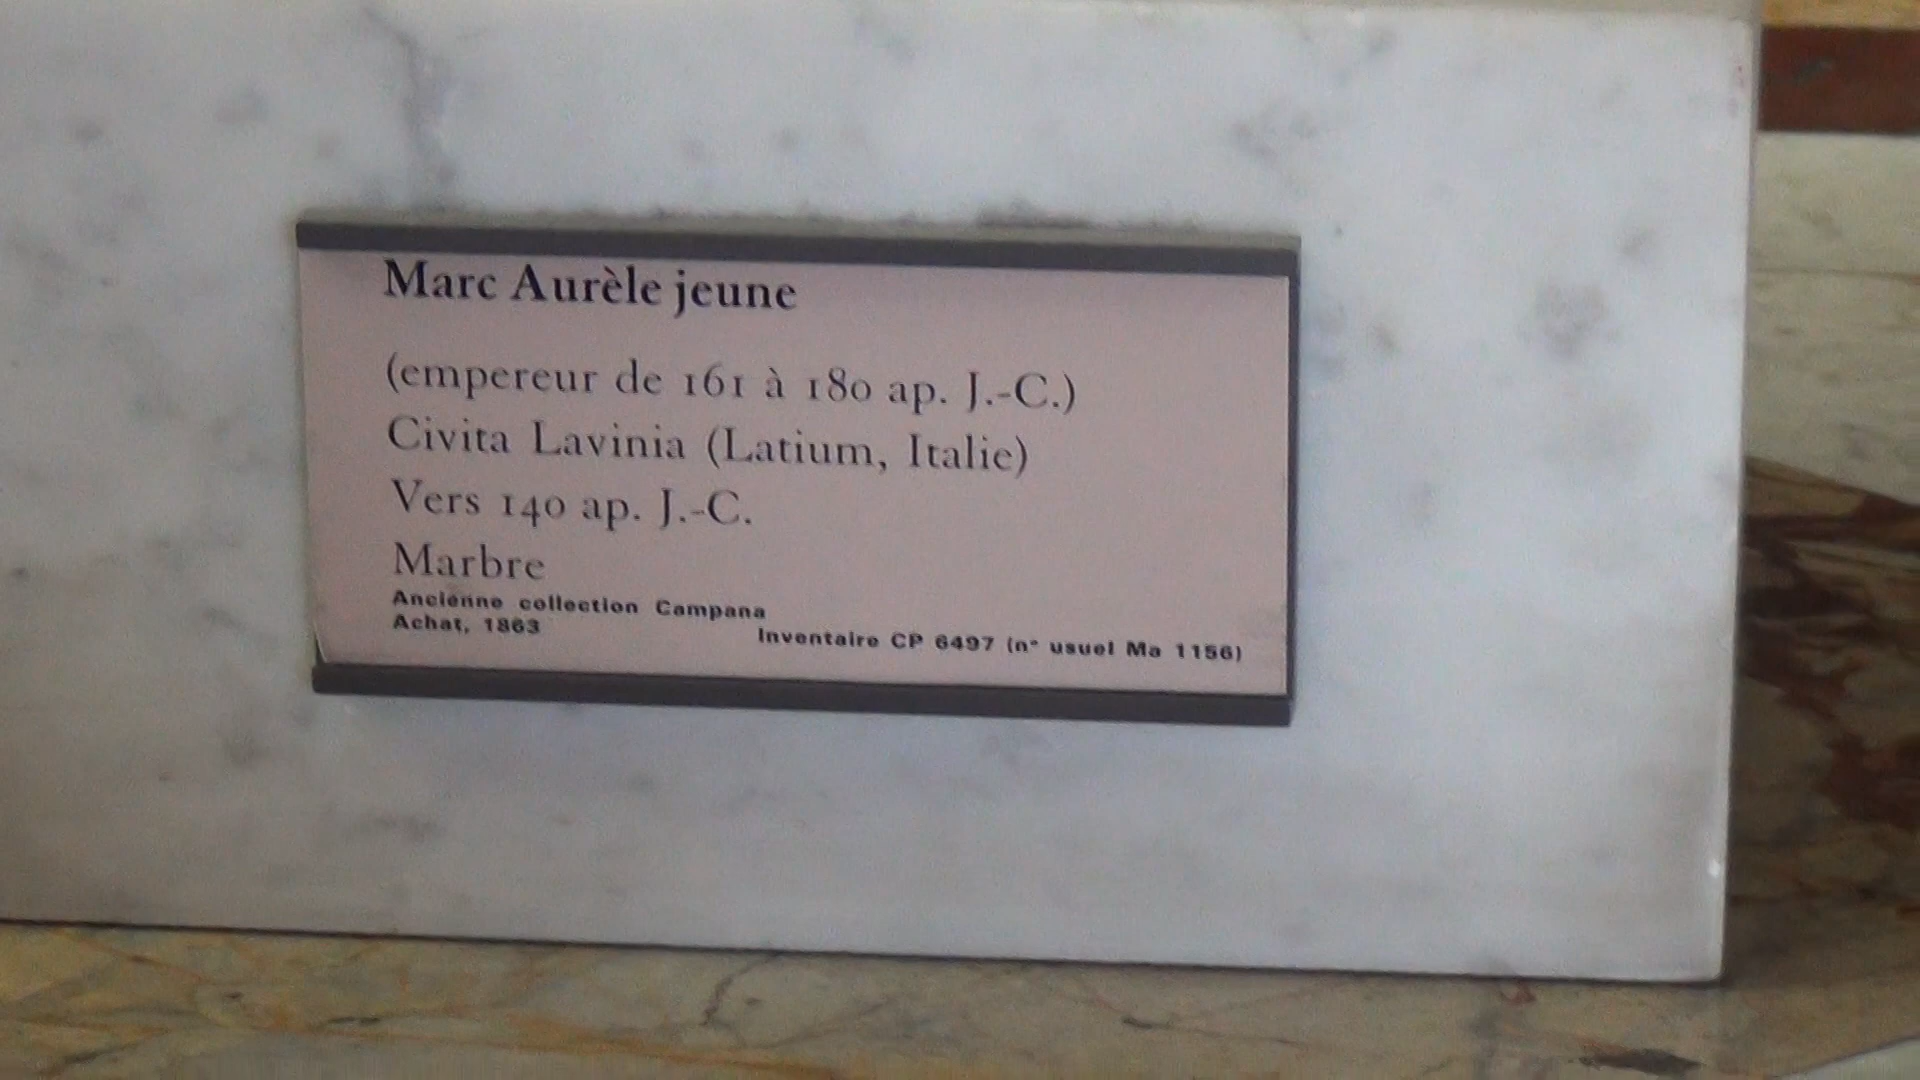 Marc Aurèle jeune
(empereur de 161 à 180 ap. J.-C.)
Civita Lavinia (Latium, Italie)
Vers 140 ap. J.-C.
Marbre
Ancienne collection Campana
Achat, 1863
Inventaire CP 6497 (n° usuel Ma 1156)